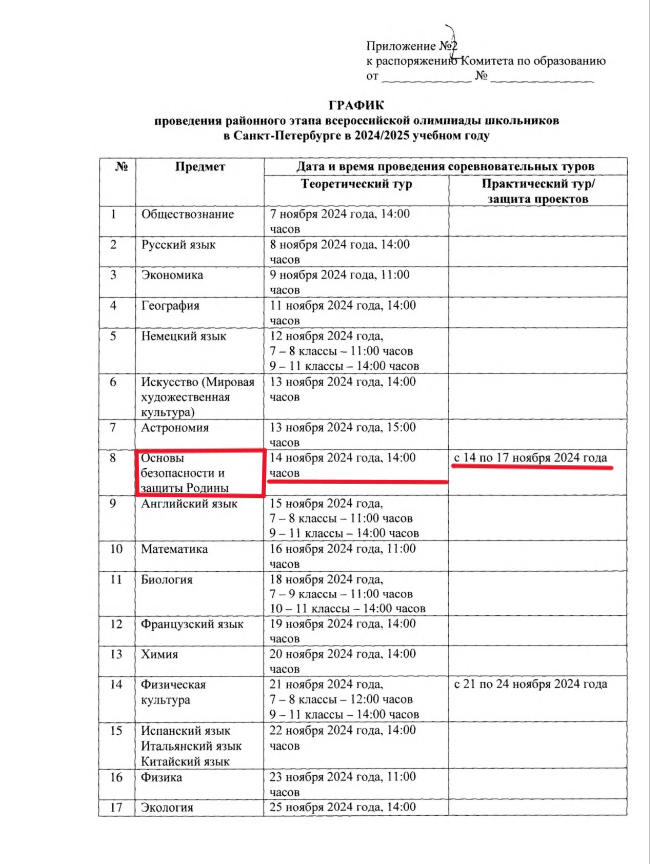 Приложение №2
к распоряжению Комитета по образованию
от ______________ № ________________
ГРАФИК
проведения районного этапа всероссийской олимпиады школьников
в Санкт-Петербурге в 2024/2025 учебном году
№ Предмет Дата и время проведения соревновательных туров
Теоретический тур Практический тур/
защита проектов
1 Обществознание 7 ноября 2024 года, 14:00
часов
2 Русский язык 8 ноября 2024 года, 14:00
часов
3 Экономика 9 ноября 2024 года, 11:00
часов
4 География 11 ноября 2024 года, 14:00
часов
5 Немецкий язык 12 ноября 2024 года,
7 – 8 классы – 11:00 часов
9 – 11 классы – 14:00 часов
6 Искусство (Мировая 13 ноября 2024 года, 14:00
художественная часов
культура)
7 Астрономия 13 ноября 2024 года, 15:00
часов
8 Основы 14 ноября 2024 года, 14:00 с 14 по 17 ноября 2024 года
безопасности и часов
защиты Родины
9 Английский язык 15 ноября 2024 года,
7 – 8 классы – 11:00 часов
9 – 11 классы – 14:00 часов
10 Математика 16 ноября 2024 года, 11:00
часов
11 Биология 18 ноября 2024 года,
7 – 9 классы – 11:00 часов
10 – 11 классы – 14:00 часов
12 Французский язык 19 ноября 2024 года, 14:00
часов
13 Химия 20 ноября 2024 года, 14:00
часов
14 Физическая 21 ноября 2024 года, с 21 по 24 ноября 2024 года
культура 7 – 8 классы – 12:00 часов
9 – 11 классы – 14:00 часов
15 Испанский язык 22 ноября 2024 года, 14:00
Итальянский язык часов
Китайский язык
16 Физика 23 ноября 2024 года, 11:00
часов
17 Экология 25 ноября 2024 года, 14:00